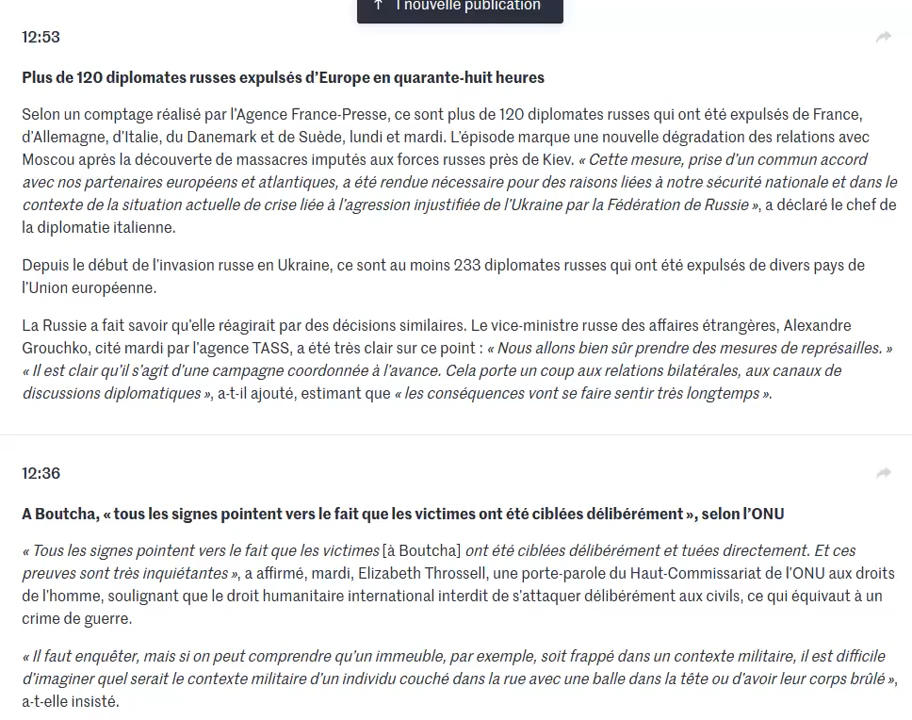 ↑ 1 nouvelle publication
12:53
Plus de 120 diplomates russes expulsés d’Europe en quarante-huit heures
Selon un comptage réalisé par l’Agence France-Presse, ce sont plus de 120 diplomates russes qui ont été expulsés de France,
d’Allemagne, d’Italie, du Danemark et de Suède, lundi et mardi. L’épisode marque une nouvelle dégradation des relations avec
Moscou après la découverte de massacres imputés aux forces russes près de Kiev. « Cette mesure, prise d’un commun accord
avec nos partenaires européens et atlantiques, a été rendue nécessaire pour des raisons liées à notre sécurité nationale et dans le
contexte de la situation actuelle de crise liée à l’agression injustifiée de l’Ukraine par la Fédération de Russie », a déclaré le chef de
la diplomatie italienne.
Depuis le début de l’invasion russe en Ukraine, ce sont au moins 233 diplomates russes qui ont été expulsés de divers pays de
l’Union européenne.
La Russie a fait savoir qu’elle réagirait par des décisions similaires. Le vice-ministre russe des affaires étrangères, Alexandre
Grouchko, cité mardi par l’agence TASS, a été très clair sur ce point : « Nous allons bien sûr prendre des mesures de représailles. »
« Il est clair qu’il s’agit d’une campagne coordonnée à l’avance. Cela porte un coup aux relations bilatérales, aux canaux de
discussions diplomatiques », a-t-il ajouté, estimant que « les conséquences vont se faire sentir très longtemps ».
12:36
A Boutcha, « tous les signes pointent vers le fait que les victimes ont été ciblées délibérément », selon l’ONU
« Tous les signes pointent vers le fait que les victimes [à Boutcha] ont été ciblées délibérément et tuées directement. Et ces
preuves sont très inquiétantes », a affirmé, mardi, Elizabeth Throssell, une porte-parole du Haut-Commissariat de l’ONU aux droits
de l’homme, soulignant que le droit humanitaire international interdit de s’attaquer délibérément aux civils, ce qui équivaut à un
crime de guerre.
« Il faut enquêter, mais si on peut comprendre qu’un immeuble, par exemple, soit frappé dans un contexte militaire, il est difficile
d’imaginer quel serait le contexte militaire d’un individu couché dans la rue avec une balle dans la tête ou d’avoir leur corps brûlé »,
a-t-elle insisté.